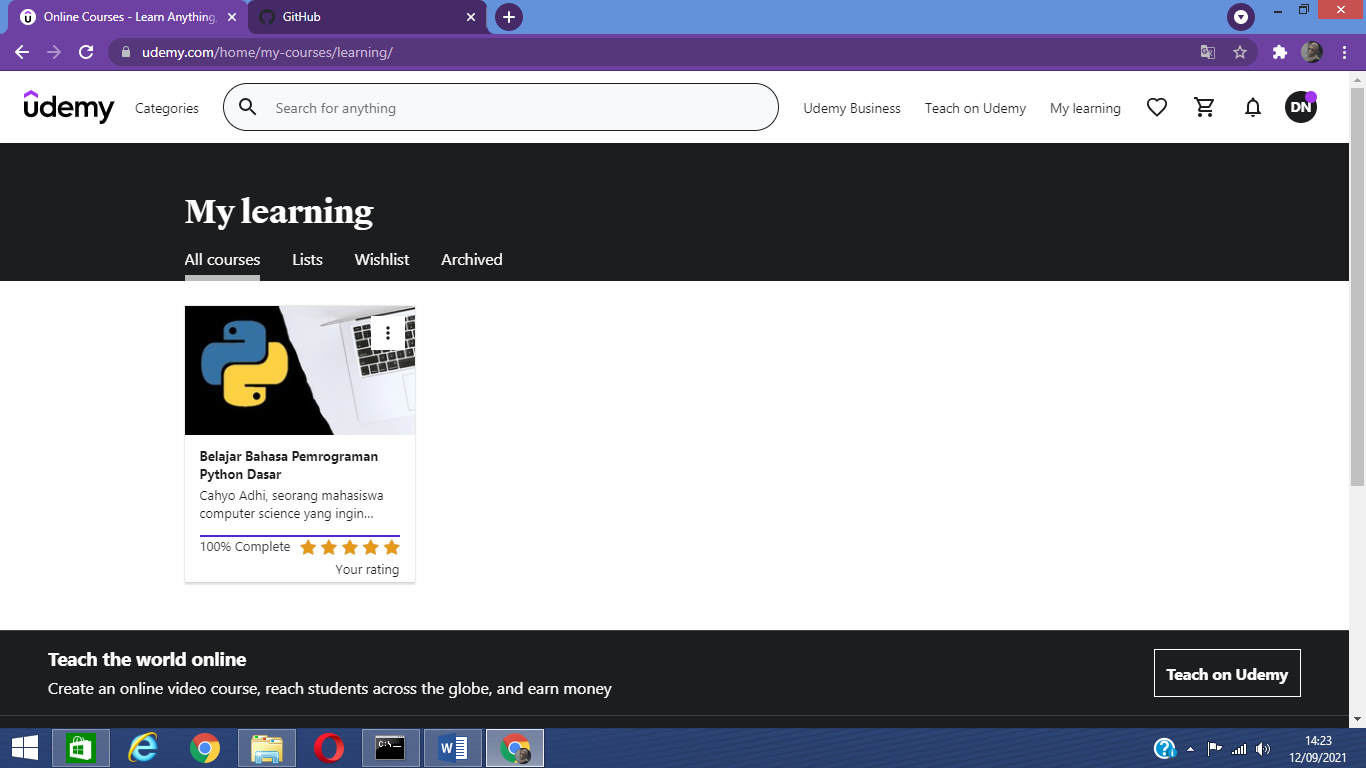 Online Courses - Learn Anything,
GitHub
udemy.com/home/my-courses/learning/
udemy
Categories
Search for anything
Udemy Business
Teach on Udemy
My learning
DN
My learning
All courses
Lists
Wishlist
Archived
Belajar Bahasa Pemrograman
Python Dasar
Cahyo Adhi, seorang mahasiswa
computer science yang ingin...
100% Complete
Your rating
Teach the world online
Create an online video course, reach students across the globe, and earn money
Teach on Udemy
14:23
12/09/2021